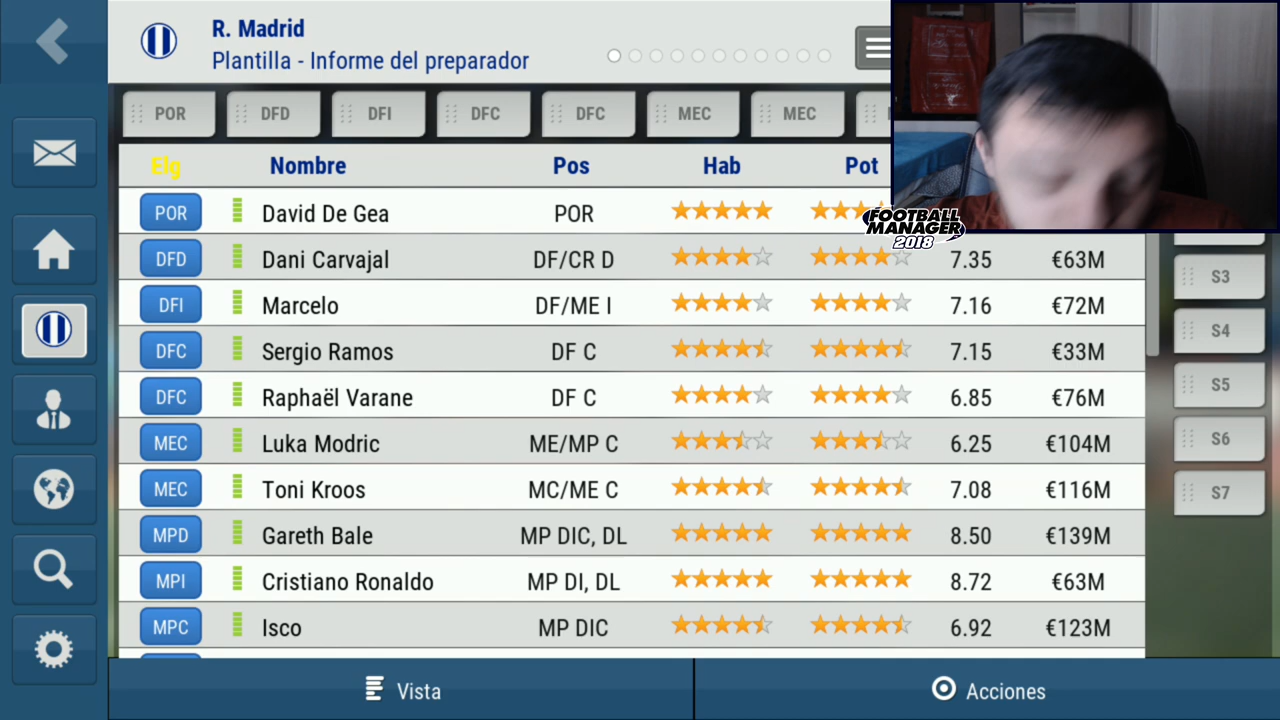 R. Madrid
Plantilla - Informe del preparador
POR DFD DFI DFC DFC MEC MEC
Elg Nombre Pos Hab Pot
POR David De Gea POR
DFD Dani Carvajal DF/CR D 7.35 €63M
DFI Marcelo DF/ME I 7.16 €72M
DFC Sergio Ramos DF C 7.15 €33M
DFC Raphaël Varane DF C 6.85 €76M
MEC Luka Modric ME/MP C 6.25 €104M
MEC Toni Kroos MC/ME C 7.08 €116M
MPD Gareth Bale MP DIC, DL 8.50 €139M
MPI Cristiano Ronaldo MP DI, DL 8.72 €63M
MPC Isco MP DIC 6.92 €123M
FOOTBALL
MANAGER
2018
S3
S4
S5
S6
S7
Vista Acciones